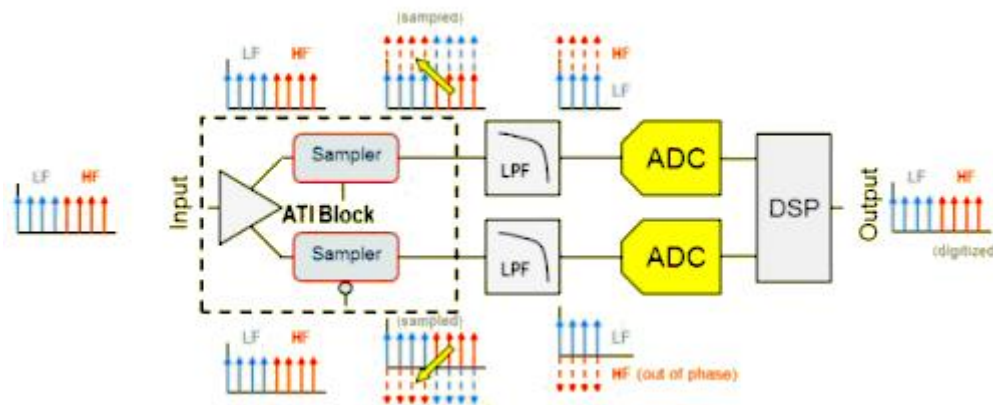 (sampled)
LF HF
HF
LF
Sampler
LPF
ADC
LF HF
Input
ATI Block
DSP
Output
LF HF
(digitized)
Sampler
LPF
ADC
LF HF
(sampled)
LF
HF (out of phase)